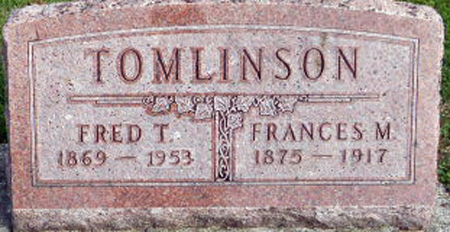 TOMLINSON
FRED T. FRANCES M.
1869 — 1953 1875 — 1917